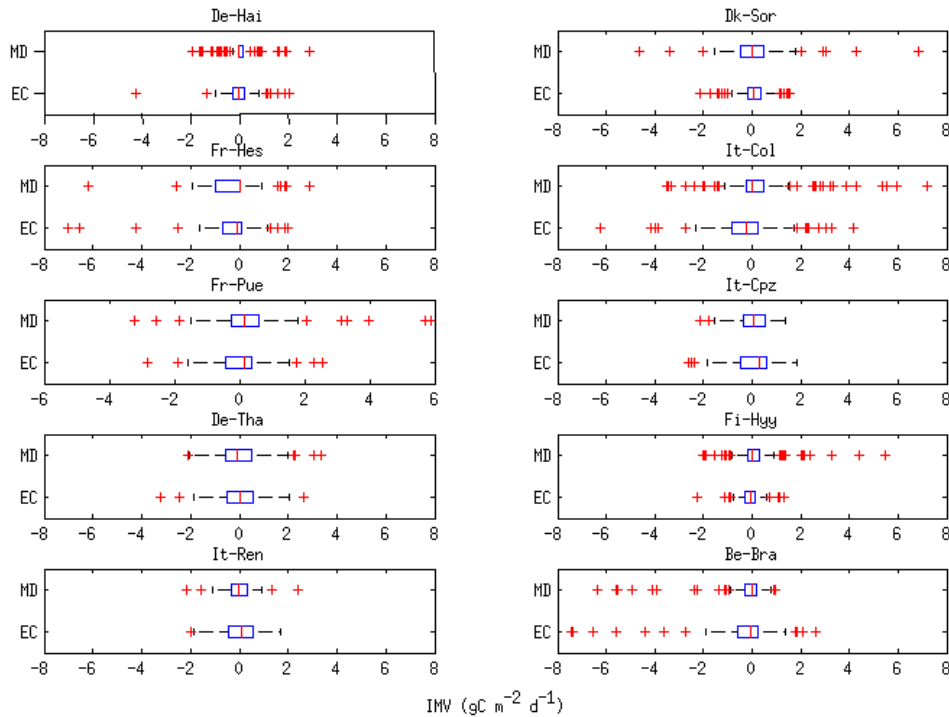 De-Hai Dk-Sor
MD MD
EC EC
-8 -6 -4 -2 0 2 4 6 8 -8 -6 -4 -2 0 2 4 6 8
Fr-Hes It-Col
MD MD
EC EC
-8 -6 -4 -2 0 2 4 6 8 -8 -6 -4 -2 0 2 4 6 8
Fr-Pue It-Cpz
MD MD
EC EC
-6 -4 -2 0 2 4 6 -8 -6 -4 -2 0 2 4 6 8
De-Tha Fi-Hyy
MD MD
EC EC
-8 -6 -4 -2 0 2 4 6 8 -8 -6 -4 -2 0 2 4 6 8
It-Ren Be-Bra
MD MD
EC EC
-8 -6 -4 -2 0 2 4 6 8 -8 -6 -4 -2 0 2 4 6 8
IMV (gC m⁻² d⁻¹)